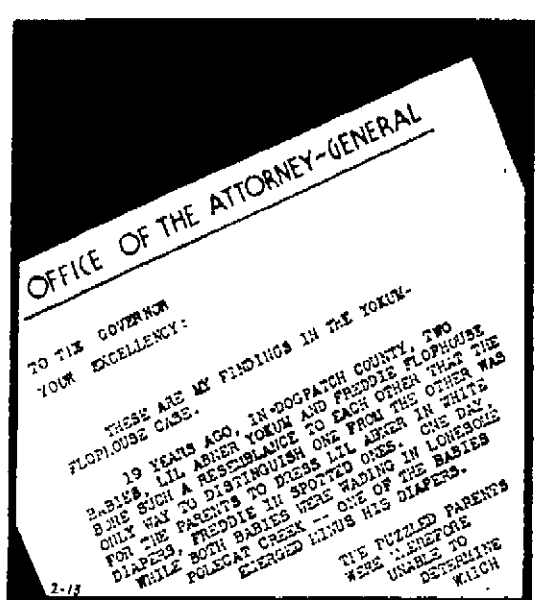 OFFICE OF THE ATTORNEY-GENERAL
TO THE GOVERNOR
YOUR EXCELLENCY:
THESE ARE MY FINDINGS IN THE YOKUM-
FLOPHOUSE CASE.
19 YEARS AGO, IN DOGPATCH COUNTY, TWO
BABIES, LIL ABNER YOKUM AND FREDDIE FLOPHOUSE
BORE SUCH A RESEMBLANCE TO EACH OTHER THAT THE
ONLY WAY TO DISTINGUISH ONE FROM THE OTHER WAS
FOR THE PARENTS TO DRESS LIL ABNER IN WHITE
DIAPERS, FREDDIE IN SPOTTED ONES. ONE DAY,
WHILE BOTH BABIES WERE WADING IN LONESOME
POLECAT CREEK -- ONE OF THE BABIES
EMERGED MINUS HIS DIAPERS.
THE PUZZLED PARENTS
WERE THEREFORE
UNABLE TO
DETERMINE
WHICH
2-13